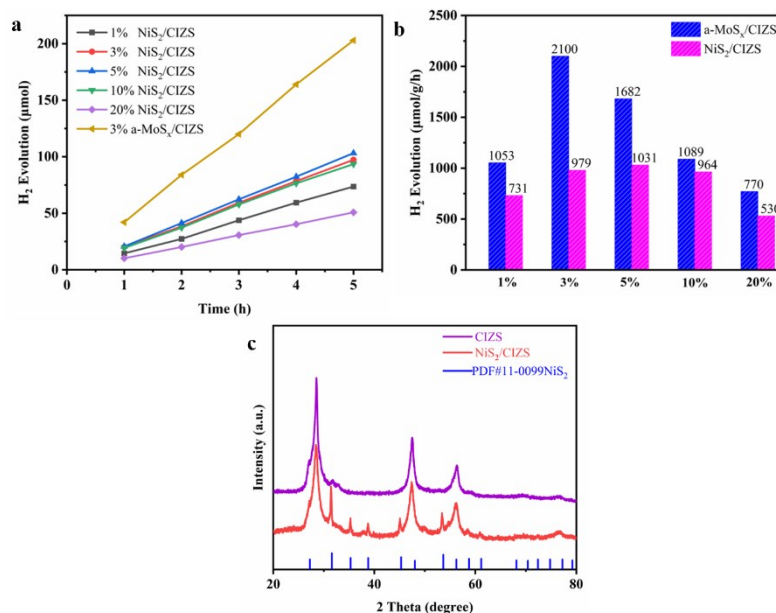 a
1% NiS₂/CIZS
3% NiS₂/CIZS
5% NiS₂/CIZS
10% NiS₂/CIZS
20% NiS₂/CIZS
3% a-MoSₓ/CIZS
H₂ Evolution (μmol)
200
150
100
50
0
0 1 2 3 4 5
Time (h)
b
a-MoSₓ/CIZS
NiS₂/CIZS
H₂ Evolution (μmol/g/h)
2500
2000
1500
1000
500
0
1053
731
2100
979
1682
1031
1089
964
770
530
1% 3% 5% 10% 20%
c
CIZS
NiS₂/CIZS
PDF#11-0099NiS₂
Intensity (a.u.)
20 40 60 80
2 Theta (degree)